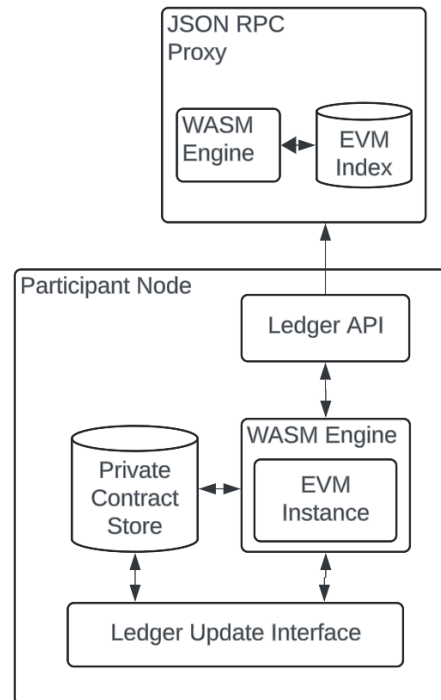 JSON RPC
Proxy
WASM
Engine
EVM
Index
Participant Node
Ledger API
WASM Engine
EVM
Instance
Private
Contract
Store
Ledger Update Interface